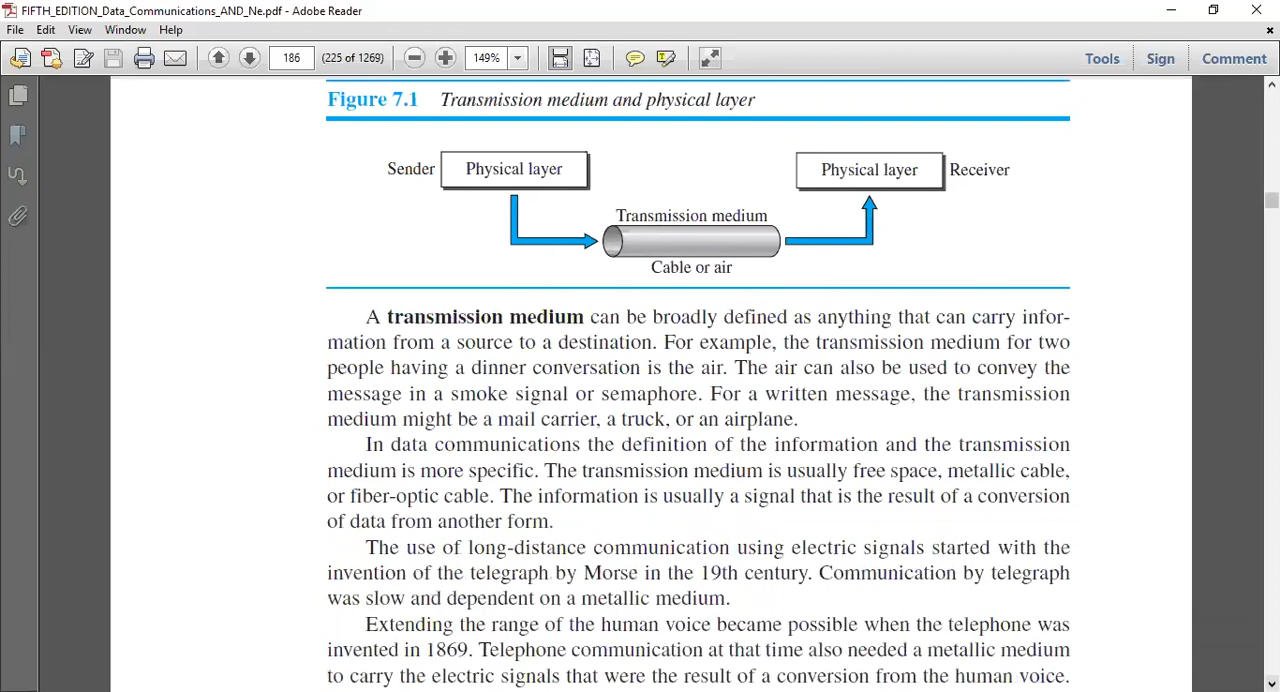 FIFTH_EDITION_Data_Communications_AND_Ne.pdf - Adobe Reader
File Edit View Window Help
186 (225 of 1269) 149% Tools Sign Comment
Figure 7.1 Transmission medium and physical layer
Sender Physical layer Physical layer Receiver
Transmission medium
Cable or air
A transmission medium can be broadly defined as anything that can carry infor-
mation from a source to a destination. For example, the transmission medium for two
people having a dinner conversation is the air. The air can also be used to convey the
message in a smoke signal or semaphore. For a written message, the transmission
medium might be a mail carrier, a truck, or an airplane.
In data communications the definition of the information and the transmission
medium is more specific. The transmission medium is usually free space, metallic cable,
or fiber-optic cable. The information is usually a signal that is the result of a conversion
of data from another form.
The use of long-distance communication using electric signals started with the
invention of the telegraph by Morse in the 19th century. Communication by telegraph
was slow and dependent on a metallic medium.
Extending the range of the human voice became possible when the telephone was
invented in 1869. Telephone communication at that time also needed a metallic medium
to carry the electric signals that were the result of a conversion from the human voice.